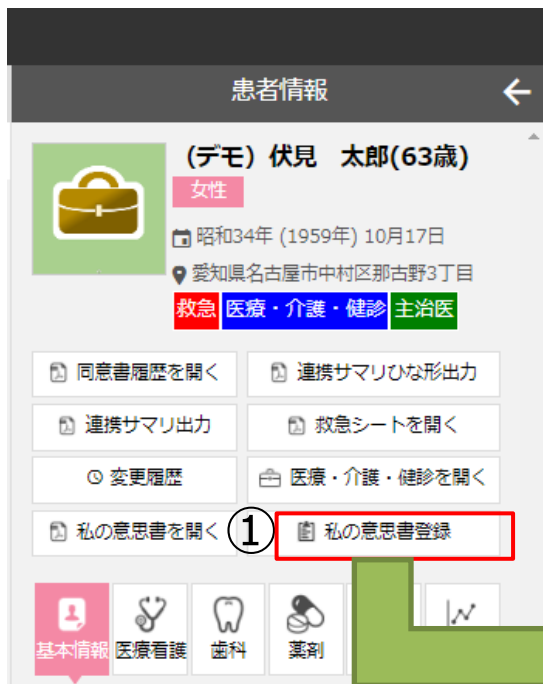 患者情報
（デモ）伏見　太郎(63歳)
女性
昭和34年 (1959年) 10月17日
愛知県名古屋市中村区那古野3丁目
救急 医療・介護・健診 主治医
同意書履歴を開く 連携サマリひな形出力
連携サマリ出力 救急シートを開く
変更履歴 医療・介護・健診を開く
私の意思書を開く ① 私の意思書登録
基本情報 医療看護 歯科 薬剤